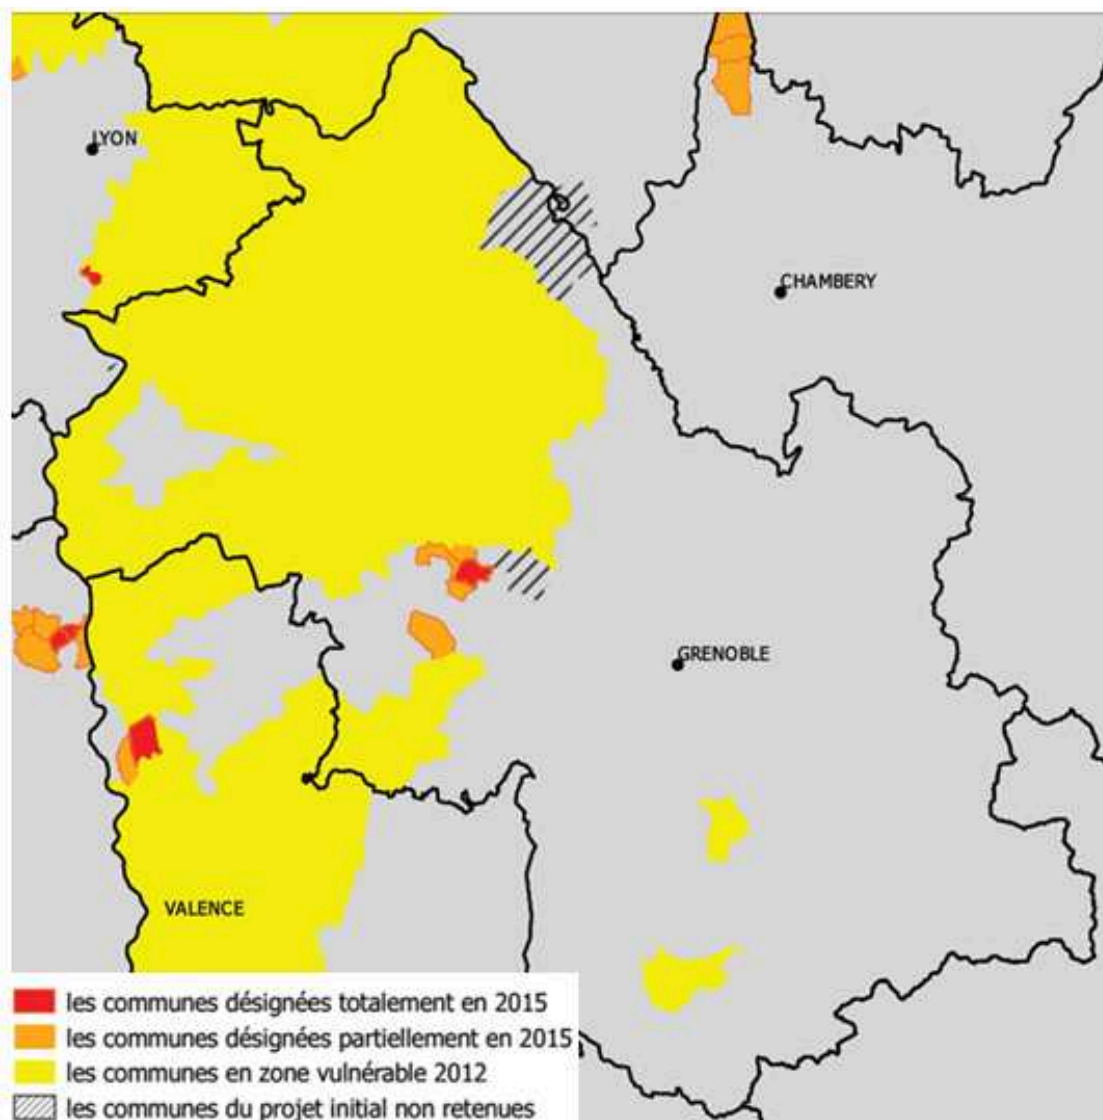 LYON
CHAMBERY
GRENOBLE
VALENCE
les communes désignées totalement en 2015
les communes désignées partiellement en 2015
les communes en zone vulnérable 2012
les communes du projet initial non retenues